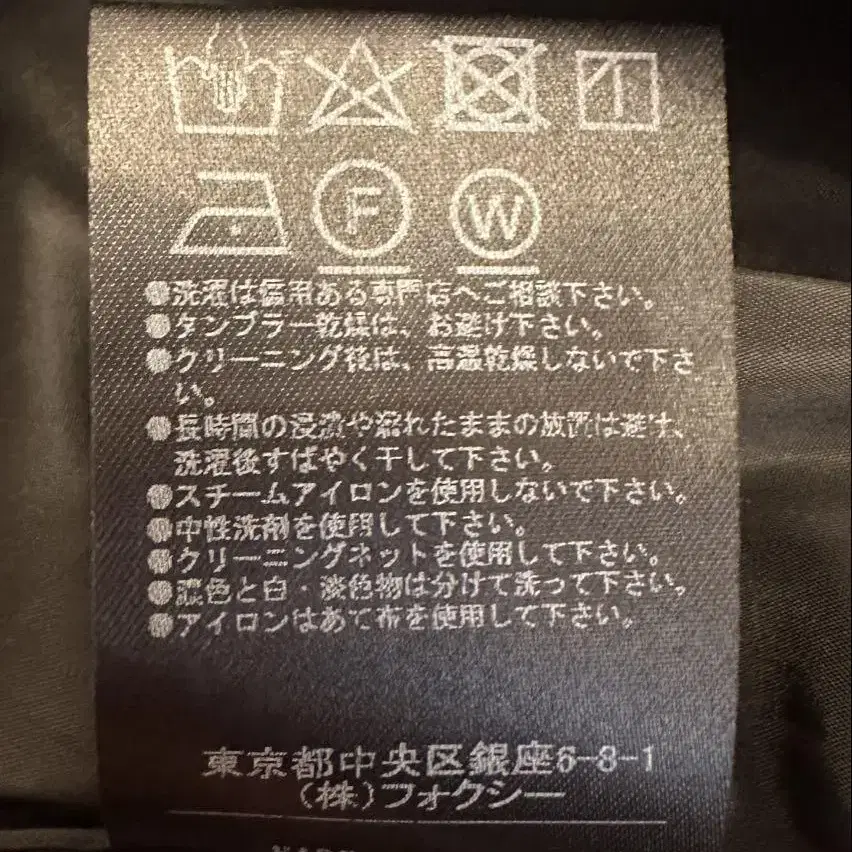 F W
●洗濯は信用ある専門店へご相談下さい。
●タンブラー乾燥は、お避け下さい。
●クリーニング後は、高温乾燥しないで下さ
い。
●長時間の浸漬や濡れたままの放置は避け、
洗濯後すばやく干して下さい。
●スチームアイロンを使用しないで下さい。
●中性洗剤を使用して下さい。
●クリーニングネットを使用して下さい。
●濃色と白・淡色物は分けて洗って下さい。
●アイロンはあて布を使用して下さい。
東京都中央区銀座6-8-1
(株)フォクシー